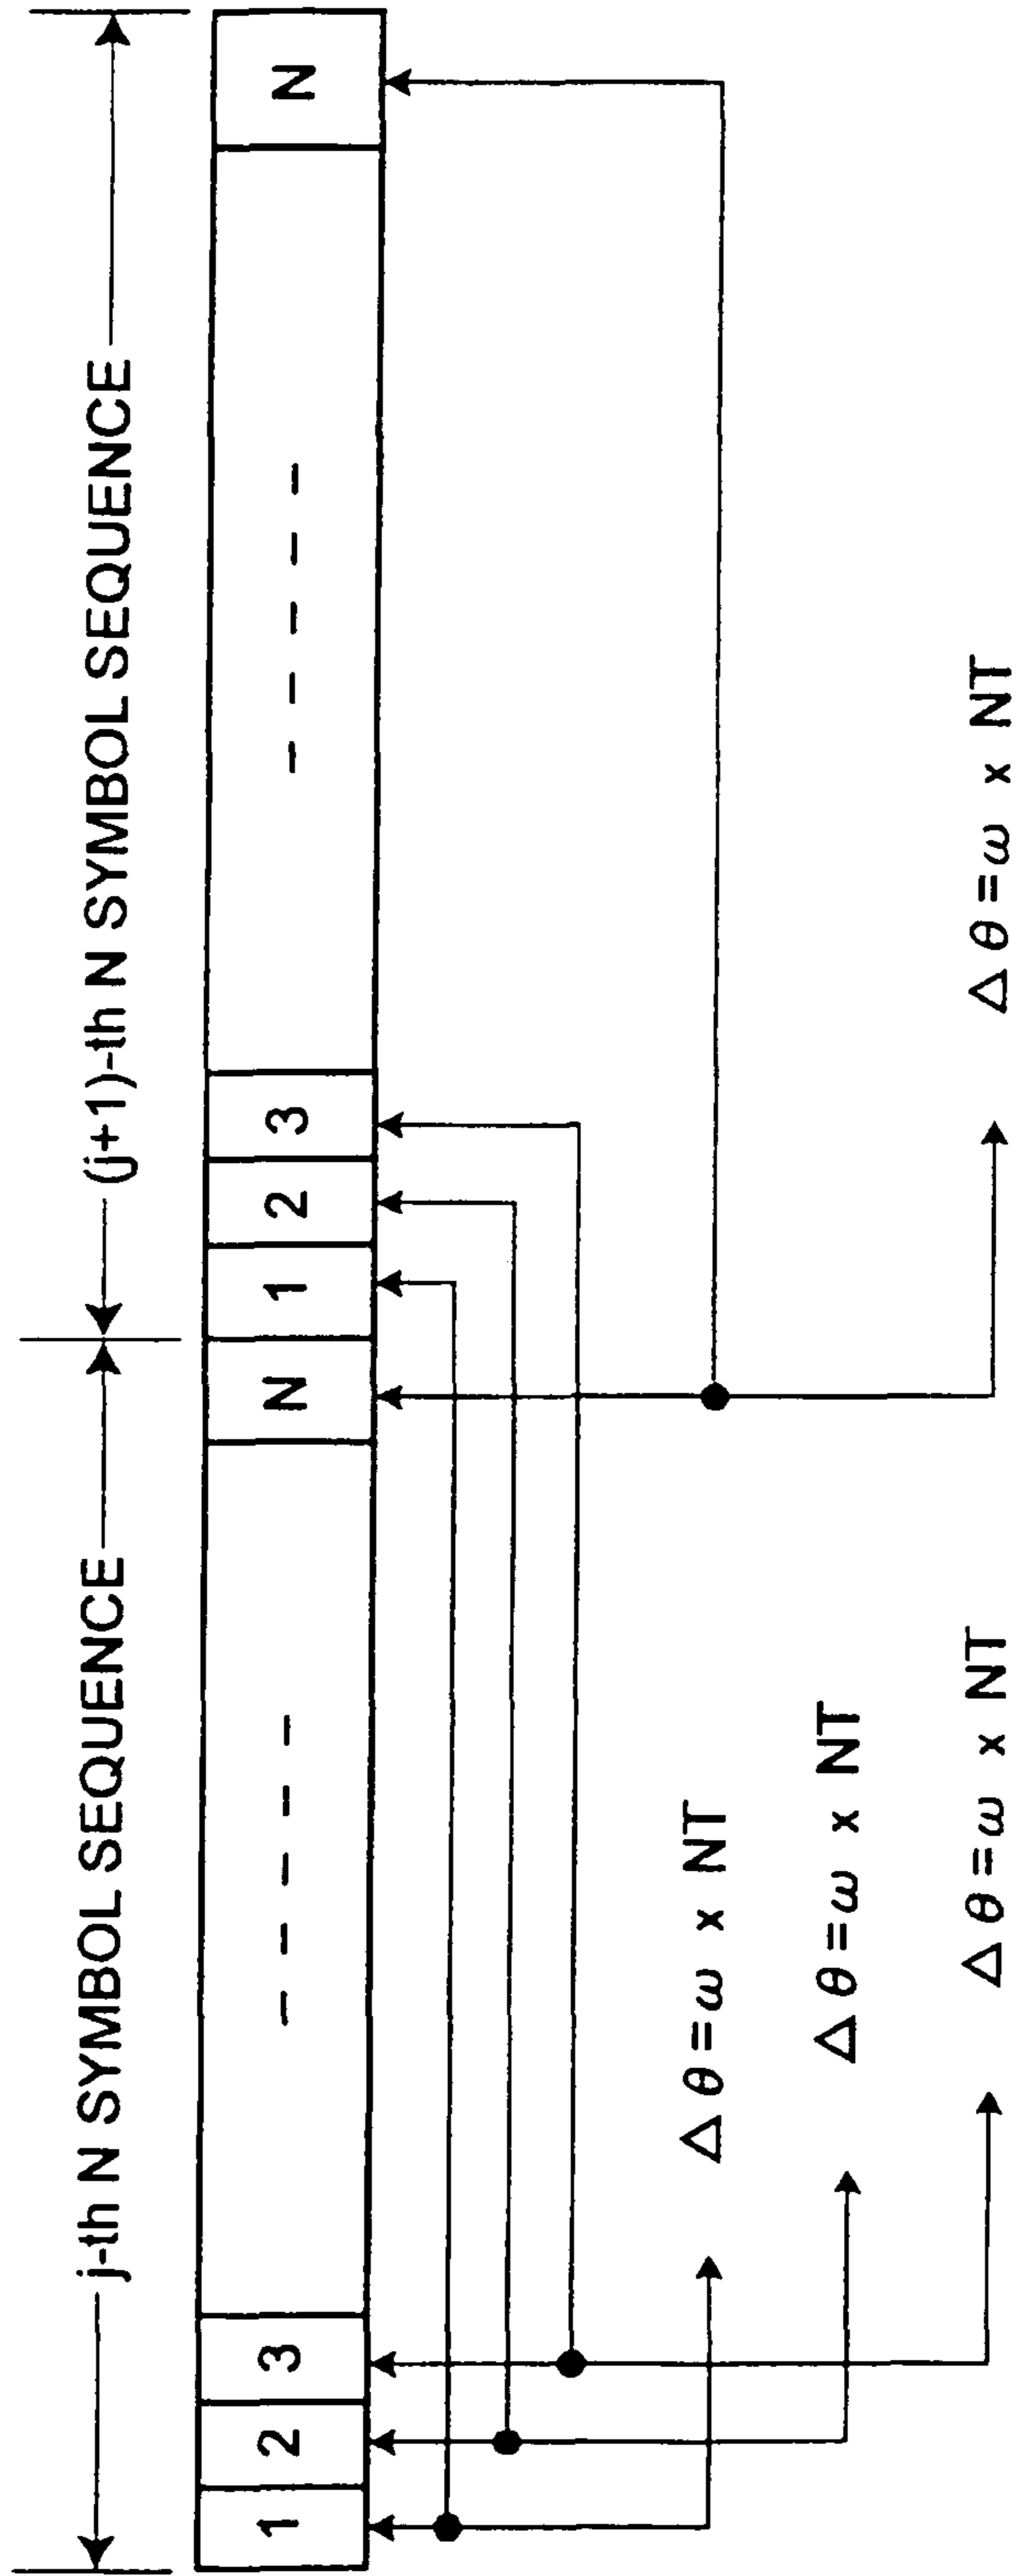 j-th N SYMBOL SEQUENCE
(j+1)-th N SYMBOL SEQUENCE
1 2 3 - - - - - N 1 2 3 - - - - - N
Δθ=ω x NT
Δθ=ω x NT
Δθ=ω x NT
Δθ=ω x NT